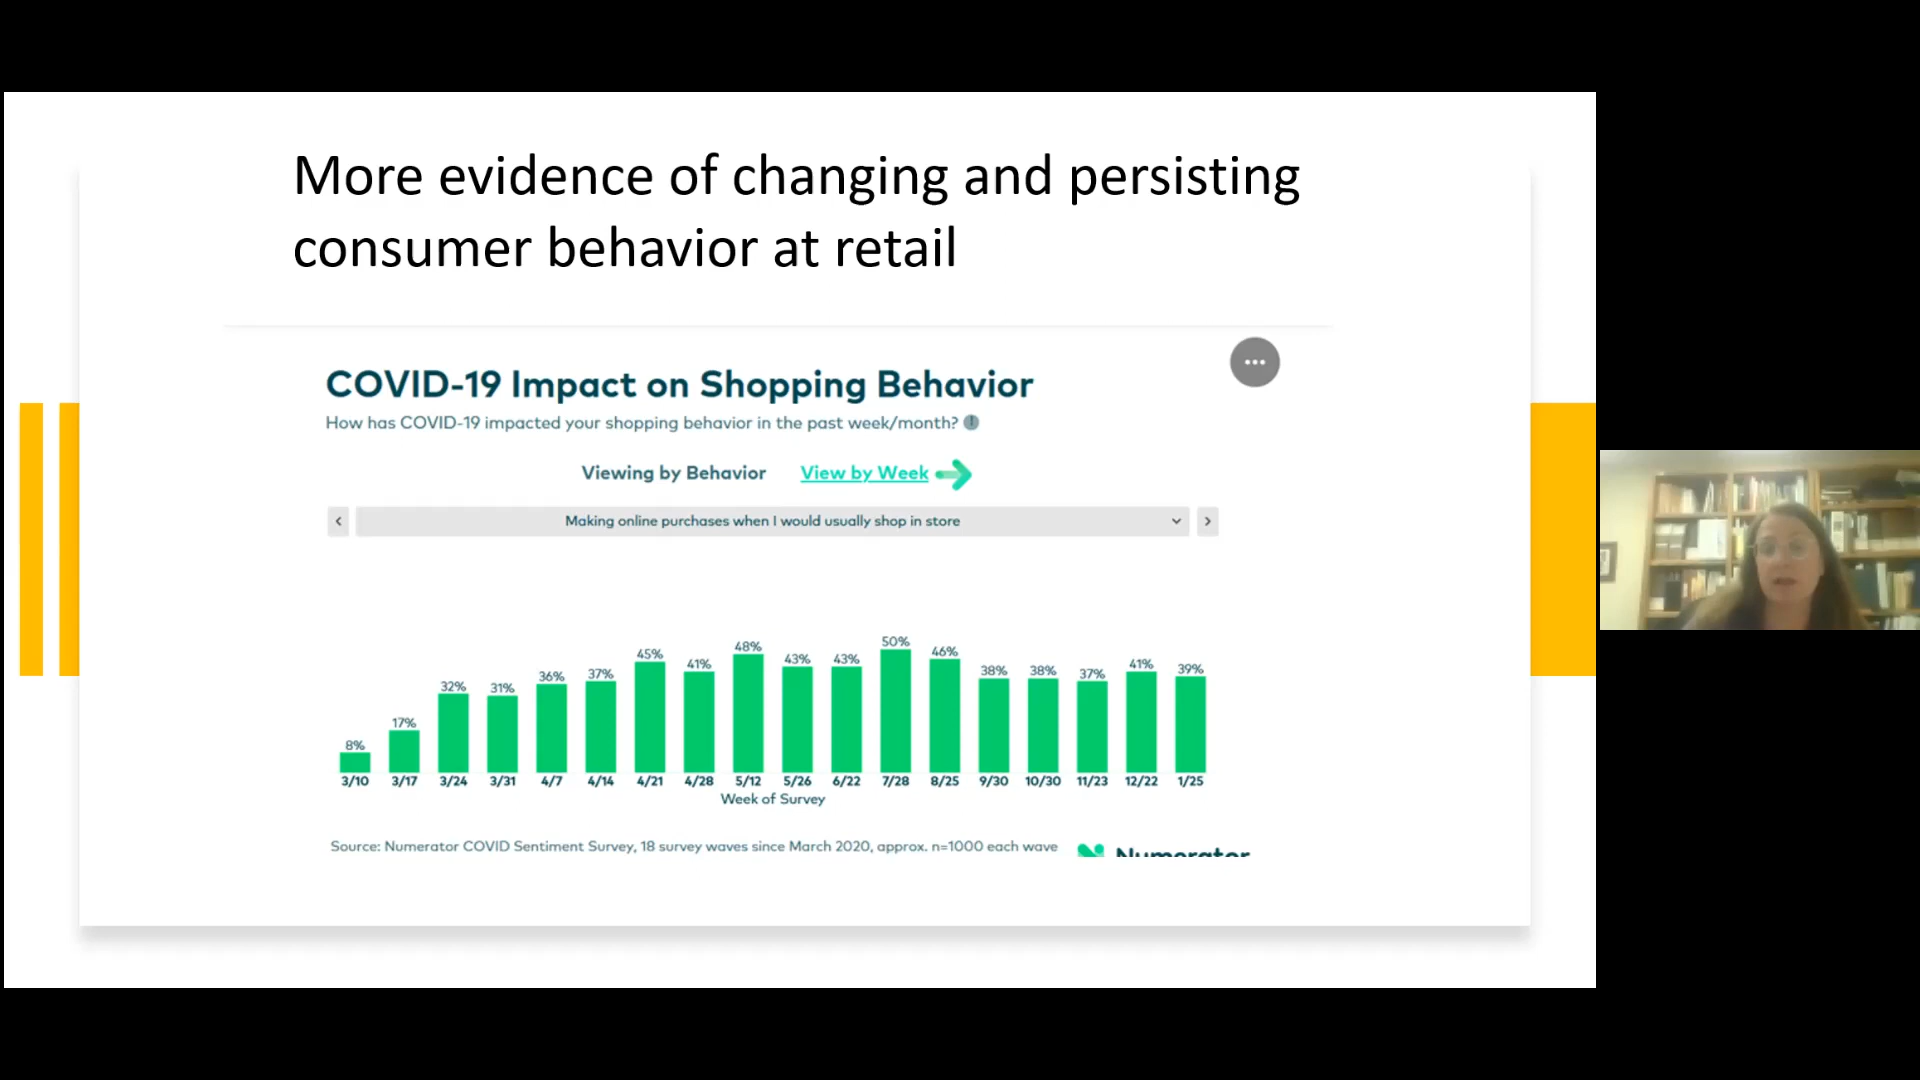 More evidence of changing and persisting
consumer behavior at retail
COVID-19 Impact on Shopping Behavior
How has COVID-19 impacted your shopping behavior in the past week/month?
Viewing by Behavior View by Week
Making online purchases when I would usually shop in store
8% 17% 32% 31% 36% 37% 45% 41% 48% 43% 43% 50% 46% 38% 38% 37% 41% 39%
3/10 3/17 3/24 3/31 4/7 4/14 4/21 4/28 5/12 5/26 6/22 7/28 8/25 9/30 10/30 11/23 12/22 1/25
Week of Survey
Source: Numerator COVID Sentiment Survey, 18 survey waves since March 2020, approx. n=1000 each wave
Numerator